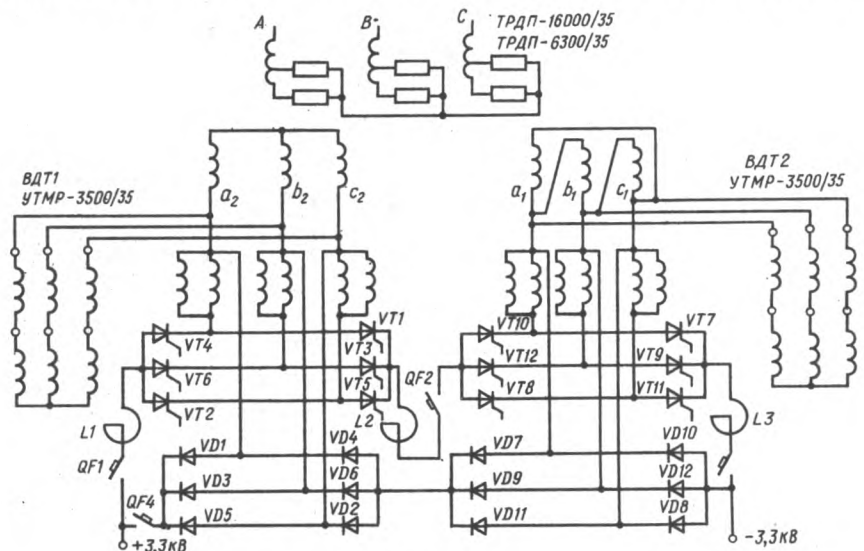 A B C ТРДП-16000/35
ТРДП-6300/35
ВДТ1
УТМР-3500/35
a2 b2 c2
a1 b1 c1
ВДТ2
УТМР-3500/35
VT4 VT1
VT6 VT3
VT2 VT5
VT10 VT7
VT12 VT9
VT8 VT11
L1 L2 QF2 L3
QF1
VD1 VD4
VD3 VD6
VD5 VD2
VD7 VD10
VD9 VD12
VD11 VD8
QF4
+3,3кВ
-3,3кВ